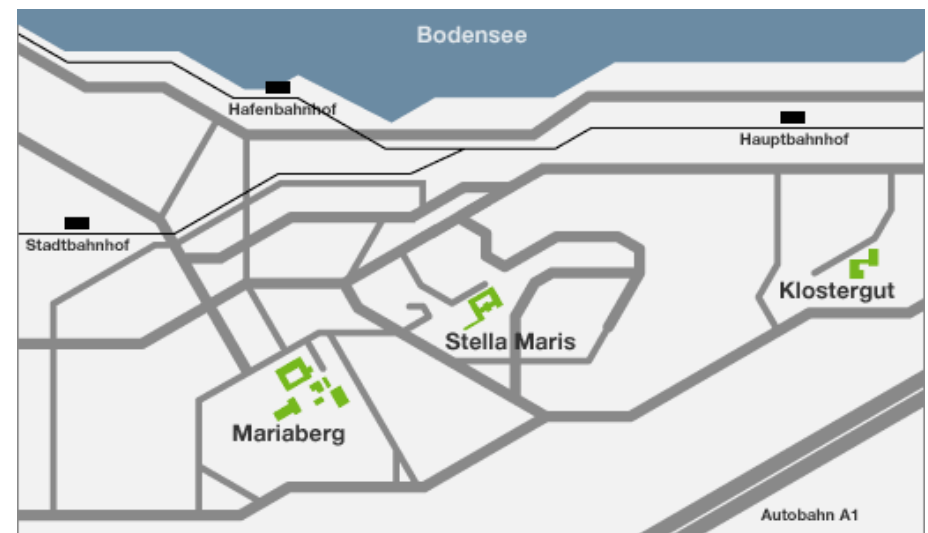 Bodensee
Hafenbahnhof
Hauptbahnhof
Stadtbahnhof
Klostergut
Stella Maris
Mariaberg
Autobahn A1